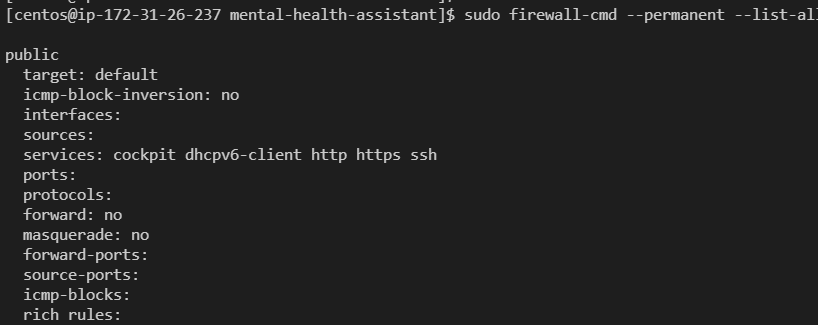 [centos@ip-172-31-26-237 mental-health-assistant]$ sudo firewall-cmd --permanent --list-all
public
target: default
icmp-block-inversion: no
interfaces:
sources:
services: cockpit dhcpv6-client http https ssh
ports:
protocols:
forward: no
masquerade: no
forward-ports:
source-ports:
icmp-blocks:
rich rules: